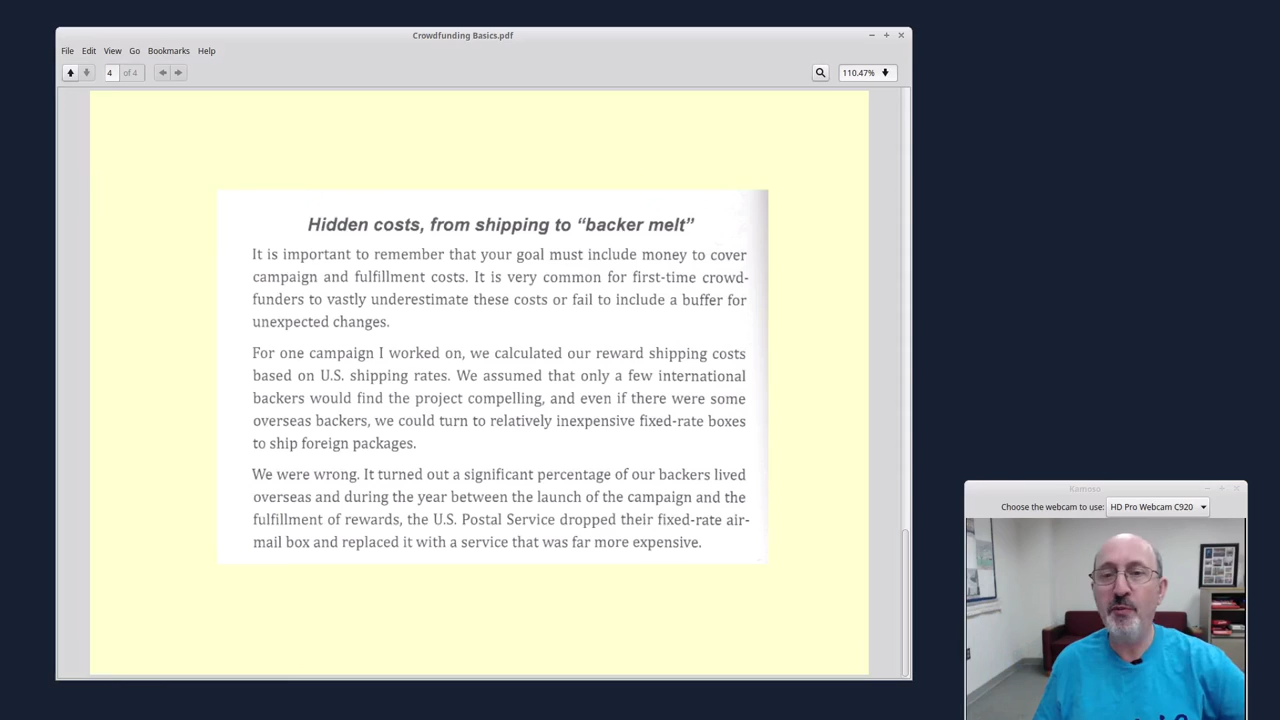 Crowdfunding Basics.pdf
File Edit View Go Bookmarks Help
4 of 4
110.47%
Hidden costs, from shipping to “backer melt”
It is important to remember that your goal must include money to cover
campaign and fulfillment costs. It is very common for first-time crowd-
funders to vastly underestimate these costs or fail to include a buffer for
unexpected changes.
For one campaign I worked on, we calculated our reward shipping costs
based on U.S. shipping rates. We assumed that only a few international
backers would find the project compelling, and even if there were some
overseas backers, we could turn to relatively inexpensive fixed-rate boxes
to ship foreign packages.
We were wrong. It turned out a significant percentage of our backers lived
overseas and during the year between the launch of the campaign and the
fulfillment of rewards, the U.S. Postal Service dropped their fixed-rate air-
mail box and replaced it with a service that was far more expensive.
Kamoso
Choose the webcam to use: HD Pro Webcam C920